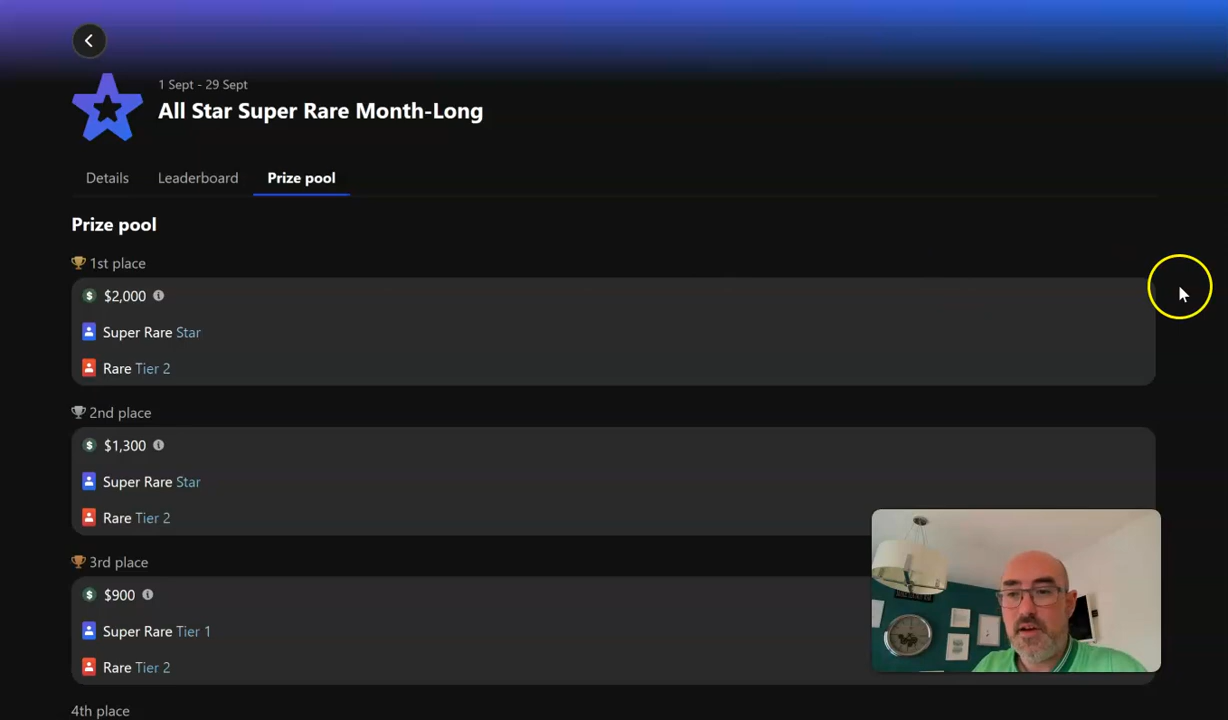 1 Sept - 29 Sept
All Star Super Rare Month-Long
Details Leaderboard Prize pool
Prize pool
1st place
$2,000
Super Rare Star
Rare Tier 2
2nd place
$1,300
Super Rare Star
Rare Tier 2
3rd place
$900
Super Rare Tier 1
Rare Tier 2
4th place